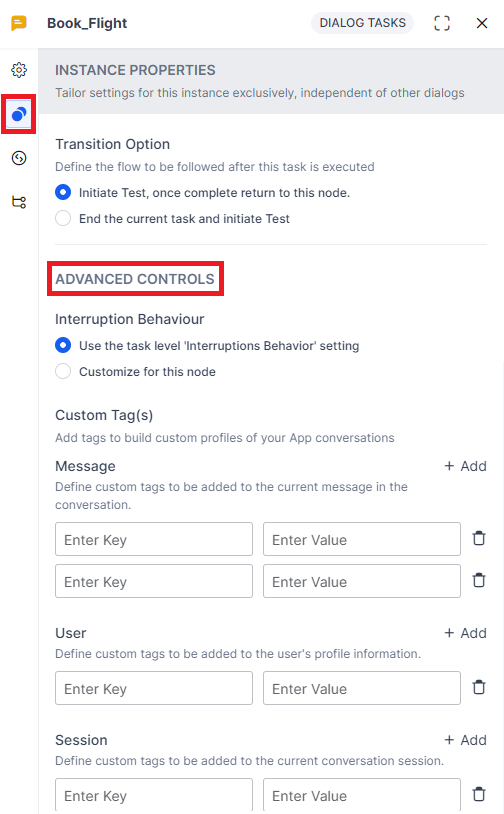 Book_Flight
DIALOG TASKS
INSTANCE PROPERTIES
Tailor settings for this instance exclusively, independent of other dialogs
Transition Option
Define the flow to be followed after this task is executed
Initiate Test, once complete return to this node.
End the current task and initiate Test
ADVANCED CONTROLS
Interruption Behaviour
Use the task level 'Interruptions Behavior' setting
Customize for this node
Custom Tag(s)
Add tags to build custom profiles of your App conversations
Message
+ Add
Define custom tags to be added to the current message in the
conversation.
Enter Key
Enter Value
Enter Key
Enter Value
User
+ Add
Define custom tags to be added to the user's profile information.
Enter Key
Enter Value
Session
+ Add
Define custom tags to be added to the current conversation session.
Enter Key
Enter Value